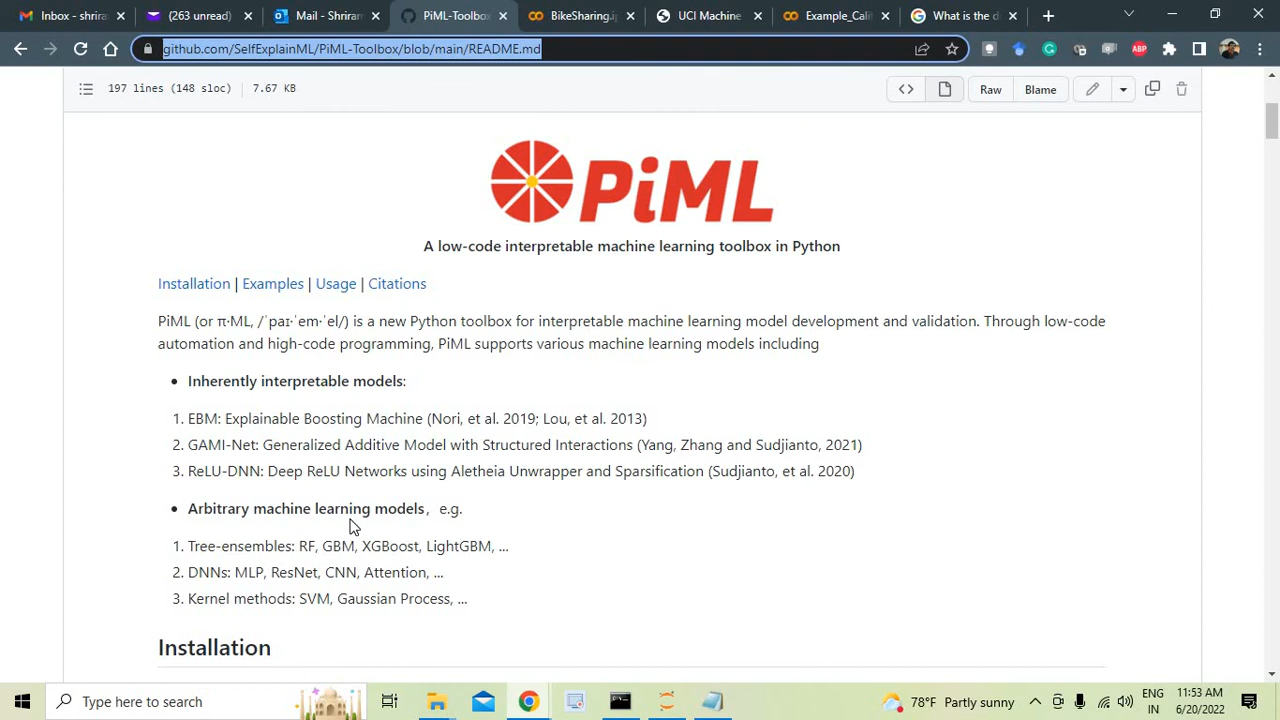 Inbox - shriram
(263 unread)
Mail - Shriram
PiML-Toolbox
BikeSharing.i
UCI Machine
Example_Cali
What is the d
github.com/SelfExplainML/PiML-Toolbox/blob/main/README.md
ABP
197 lines (148 sloc) 7.67 KB
Raw
Blame
PiML
A low-code interpretable machine learning toolbox in Python
Installation | Examples | Usage | Citations
PiML (or π·ML, /ˈpaɪ·ˈem·ˈel/) is a new Python toolbox for interpretable machine learning model development and validation. Through low-code
automation and high-code programming, PiML supports various machine learning models including
• Inherently interpretable models:
1. EBM: Explainable Boosting Machine (Nori, et al. 2019; Lou, et al. 2013)
2. GAMI-Net: Generalized Additive Model with Structured Interactions (Yang, Zhang and Sudjianto, 2021)
3. ReLU-DNN: Deep ReLU Networks using Aletheia Unwrapper and Sparsification (Sudjianto, et al. 2020)
• Arbitrary machine learning models，e.g.
1. Tree-ensembles: RF, GBM, XGBoost, LightGBM, ...
2. DNNs: MLP, ResNet, CNN, Attention, ...
3. Kernel methods: SVM, Gaussian Process, ...
Installation
Type here to search
78°F Partly sunny
ENG
IN
11:53 AM
6/20/2022